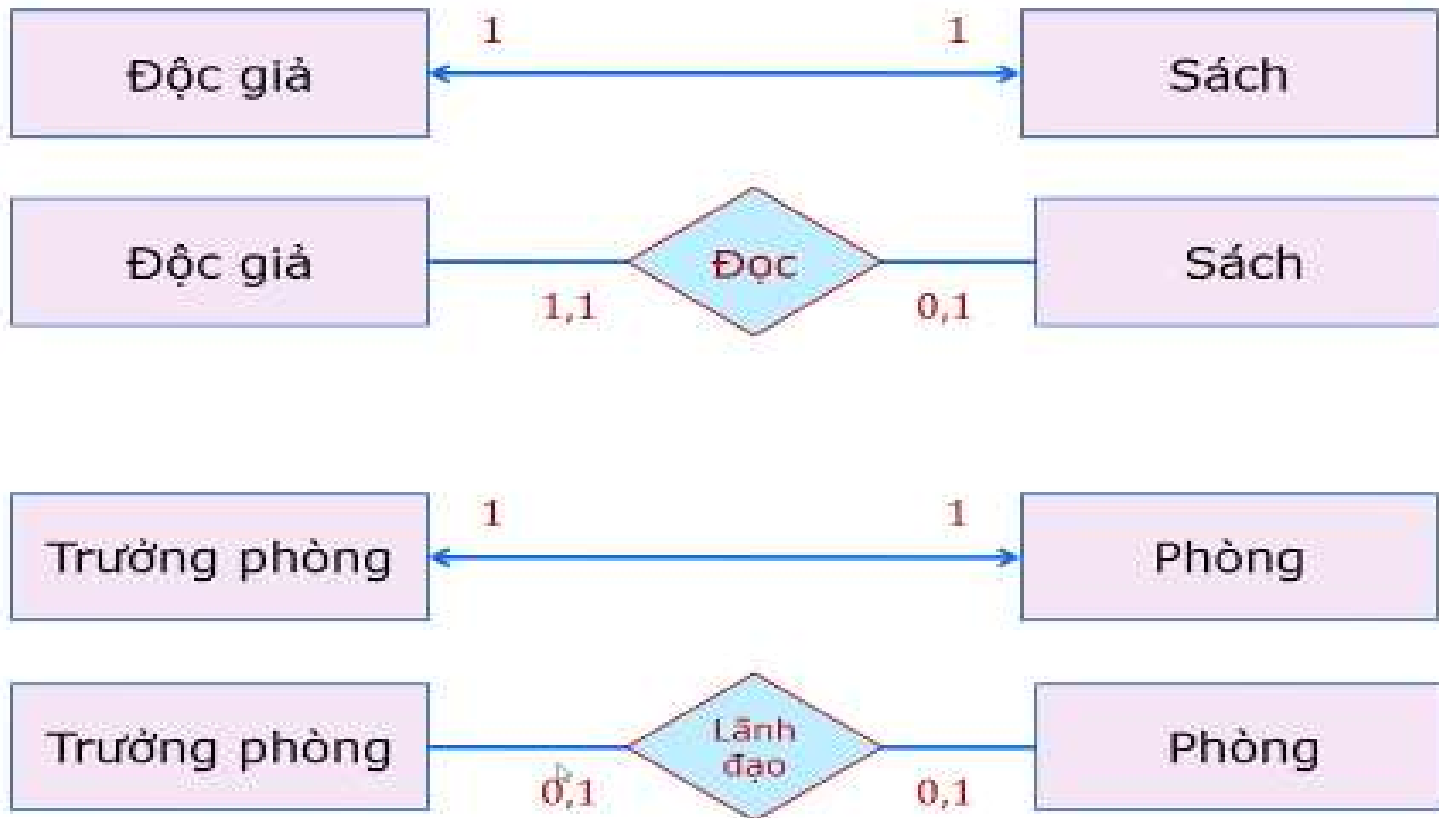 1 1
Độc giả Sách
Độc giả Đọc Sách
1,1 0,1
1 1
Trưởng phòng Phòng
Trưởng phòng Lãnh đạo Phòng
0,1 0,1